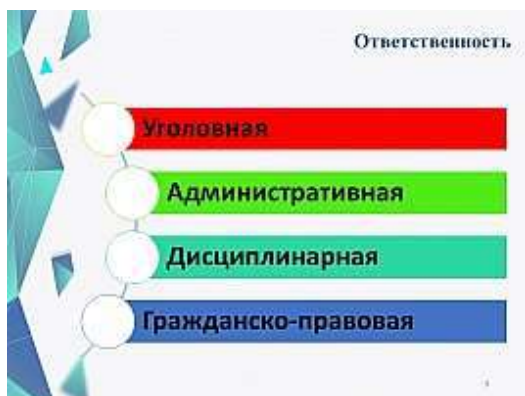 Ответственность
Уголовная
Административная
Дисциплинарная
Гражданско-правовая